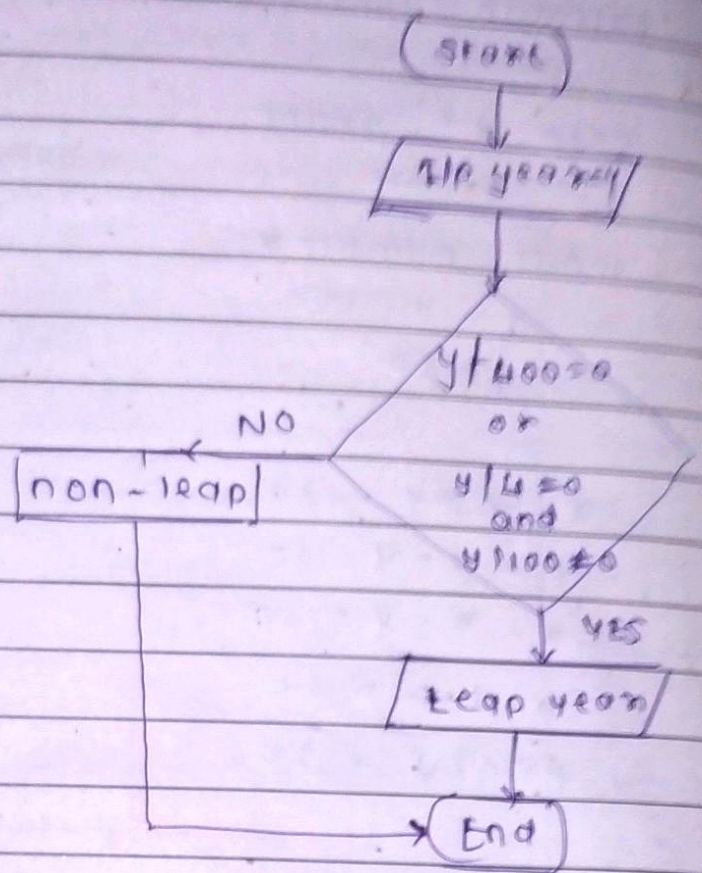 Start
I/P year=y
y/400=0
or
NO
y/4=0
and
non-leap
y/100≠0
YES
Leap year
End